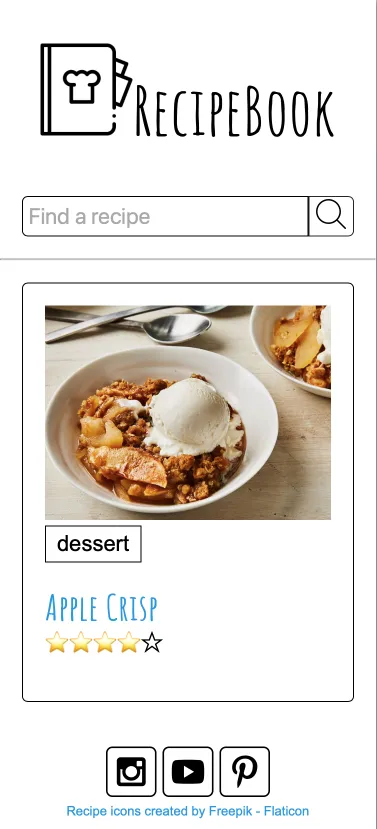 RecipeBook
Find a recipe
dessert
Apple Crisp
Recipe icons created by Freepik - Flaticon